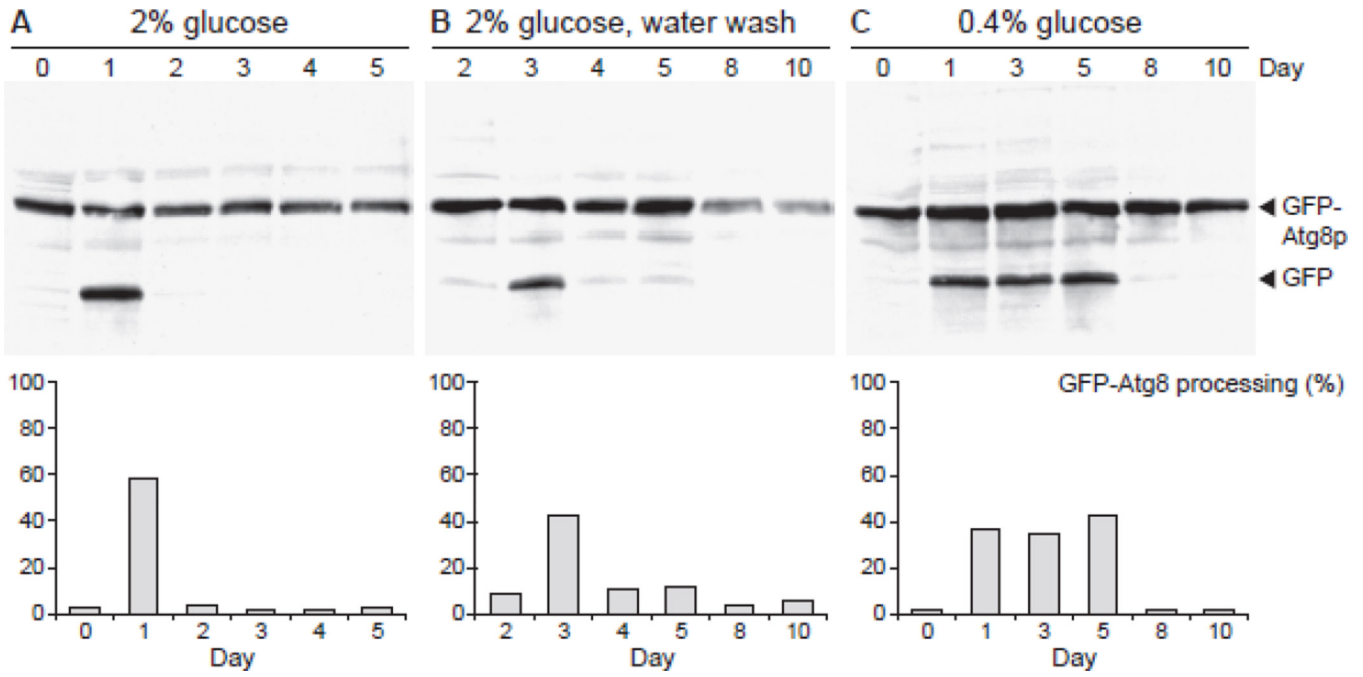 A 2% glucose
B 2% glucose, water wash
C 0.4% glucose
0 1 2 3 4 5
2 3 4 5 8 10
0 1 3 5 8 10 Day
GFP-
Atg8p
GFP
GFP-Atg8 processing (%)
100
80
60
40
20
0
0 1 2 3 4 5
Day
100
80
60
40
20
0
2 3 4 5 8 10
Day
100
80
60
40
20
0
0 1 3 5 8 10
Day